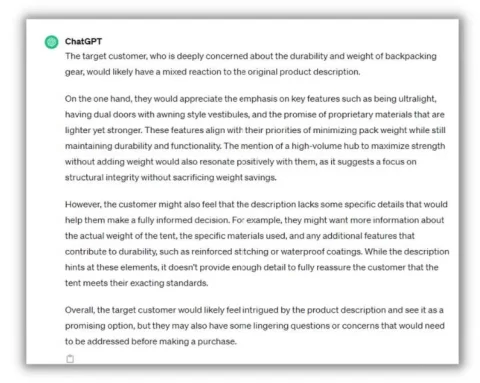 ChatGPT
The target customer, who is deeply concerned about the durability and weight of backpacking
gear, would likely have a mixed reaction to the original product description.
On the one hand, they would appreciate the emphasis on key features such as being ultralight,
having dual doors with awning style vestibules, and the promise of proprietary materials that are
lighter yet stronger. These features align with their priorities of minimizing pack weight while still
maintaining durability and functionality. The mention of a high-volume hub to maximize strength
without adding weight would also resonate positively with them, as it suggests a focus on
structural integrity without sacrificing weight savings.
However, the customer might also feel that the description lacks some specific details that would
help them make a fully informed decision. For example, they might want more information about
the actual weight of the tent, the specific materials used, and any additional features that
contribute to durability, such as reinforced stitching or waterproof coatings. While the description
hints at these elements, it doesn't provide enough detail to fully reassure the customer that the
tent meets their exacting standards.
Overall, the target customer would likely feel intrigued by the product description and see it as a
promising option, but they may also have some lingering questions or concerns that would need
to be addressed before making a purchase.